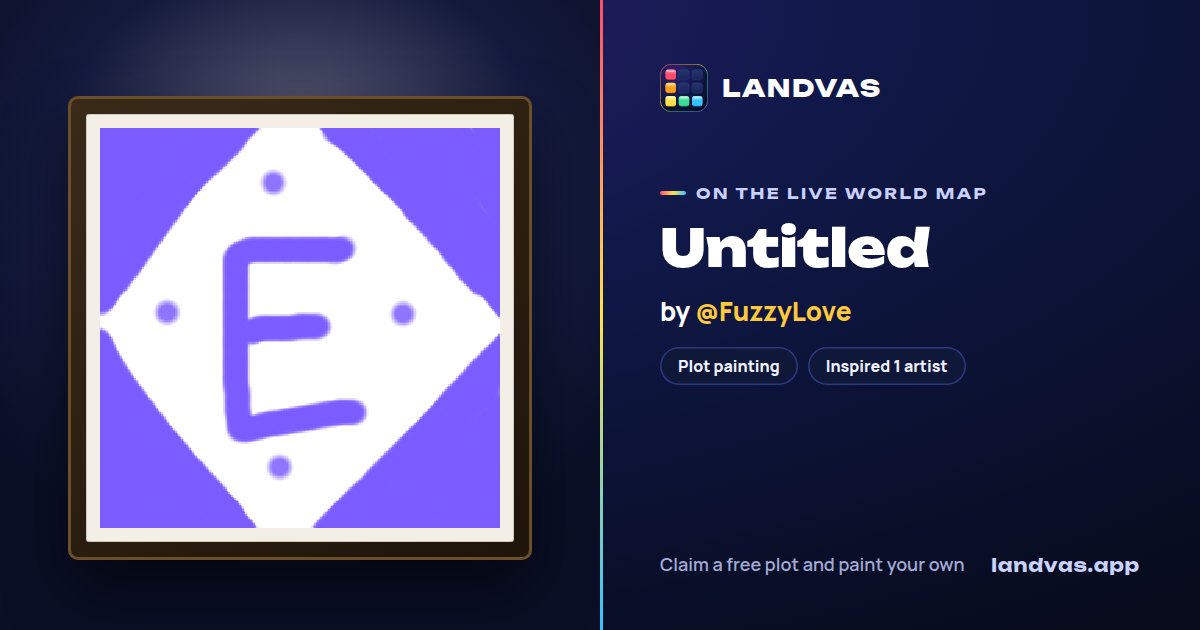 E
LANDVAS
ON THE LIVE WORLD MAP
Untitled
by @FuzzyLove
Plot painting
Inspired 1 artist
Claim a free plot and paint your own
landvas.app